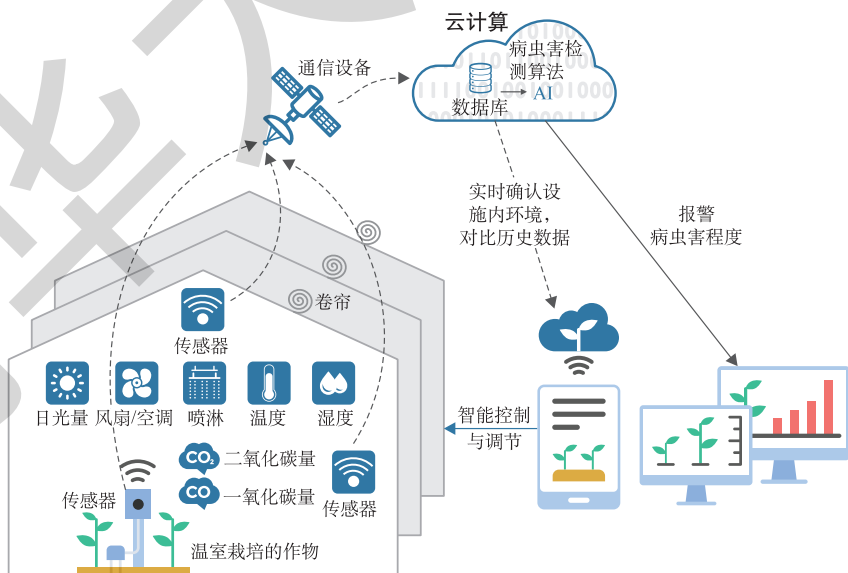 云计算
通信设备
病虫害检
测算法
数据库
AI
实时确认设
施内环境，
对比历史数据
报警
病虫害程度
卷帘
传感器
日光量
风扇/空调
喷淋
温度
湿度
智能控制
与调节
CO₂
二氧化碳量
CO
一氧化碳量
传感器
传感器
温室栽培的作物